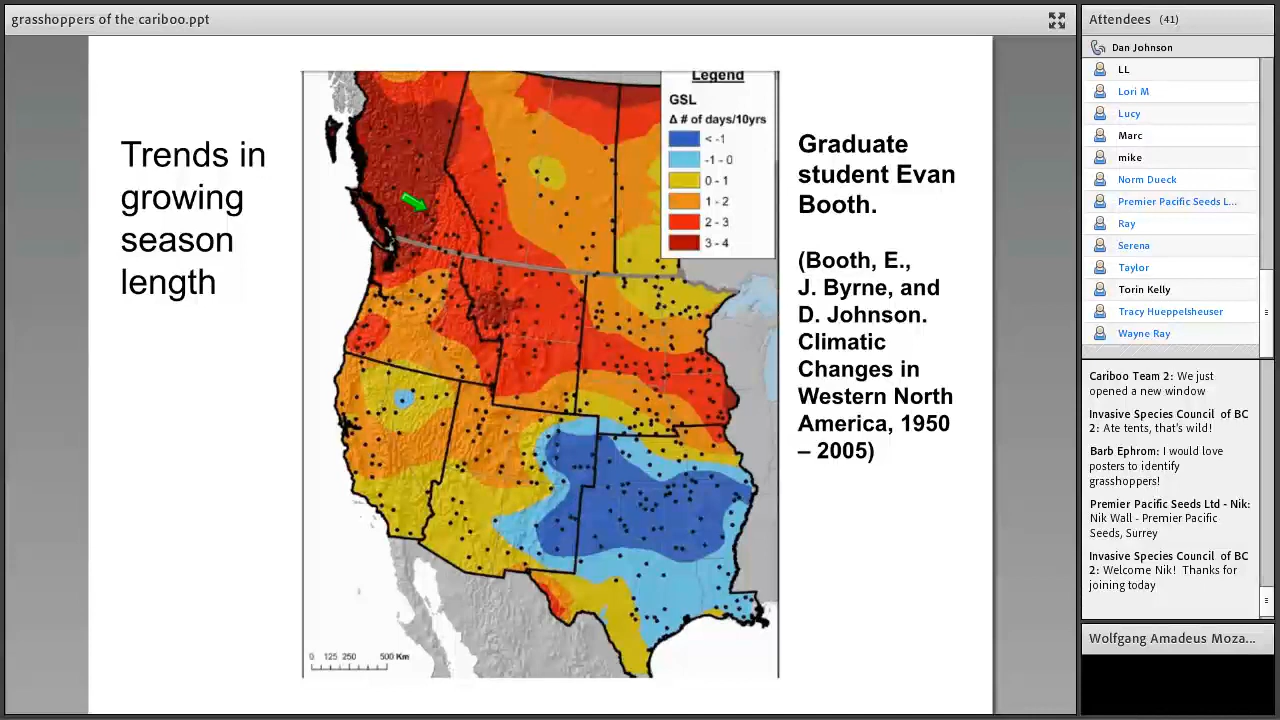 grasshoppers of the cariboo.ppt
Trends in
growing
season
length
Legend
GSL
Δ # of days/10yrs
< -1
-1 - 0
0 - 1
1 - 2
2 - 3
3 - 4
0 125 250 500 Km
Graduate
student Evan
Booth.
(Booth, E.,
J. Byrne, and
D. Johnson.
Climatic
Changes in
Western North
America, 1950
– 2005)
Attendees (41)
Dan Johnson
LL
Lori M
Lucy
Marc
mike
Norm Dueck
Premier Pacific Seeds L...
Ray
Serena
Taylor
Torin Kelly
Tracy Hueppelsheuser
Wayne Ray
Cariboo Team 2: We just
opened a new window
Invasive Species Council of BC
2: Ate tents, that's wild!
Barb Ephrom: I would love
posters to identify
grasshoppers!
Premier Pacific Seeds Ltd - Nik:
Nik Wall - Premier Pacific
Seeds, Surrey
Invasive Species Council of BC
2: Welcome Nik! Thanks for
joining today
Wolfgang Amadeus Moza...